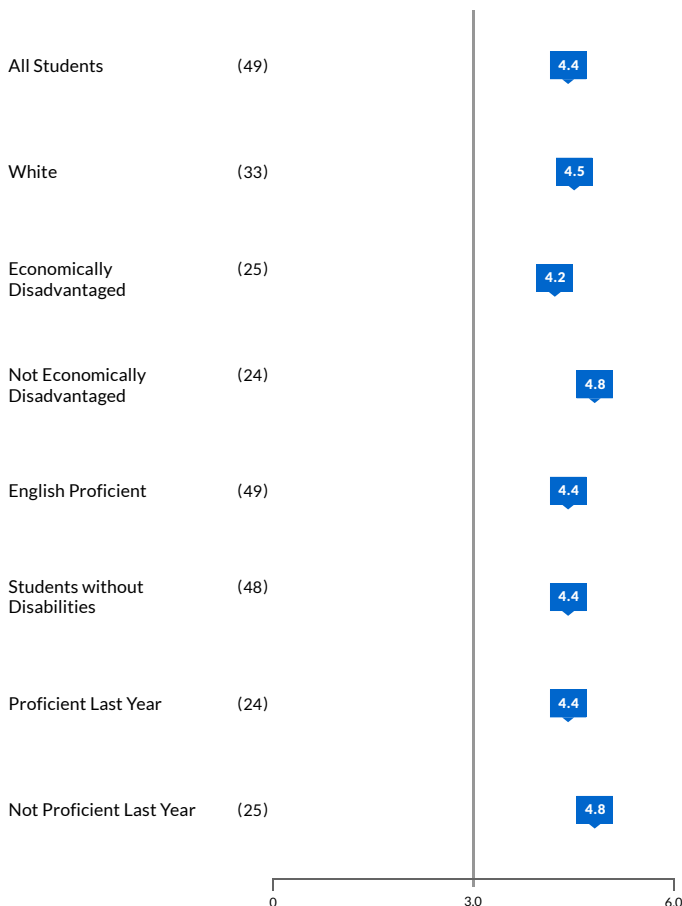 All Students (49) 4.4
White (33) 4.5
Economically (25) 4.2
Disadvantaged
Not Economically (24) 4.8
Disadvantaged
English Proficient (49) 4.4
Students without (48) 4.4
Disabilities
Proficient Last Year (24) 4.4
Not Proficient Last Year (25) 4.8
0 3.0 6.0